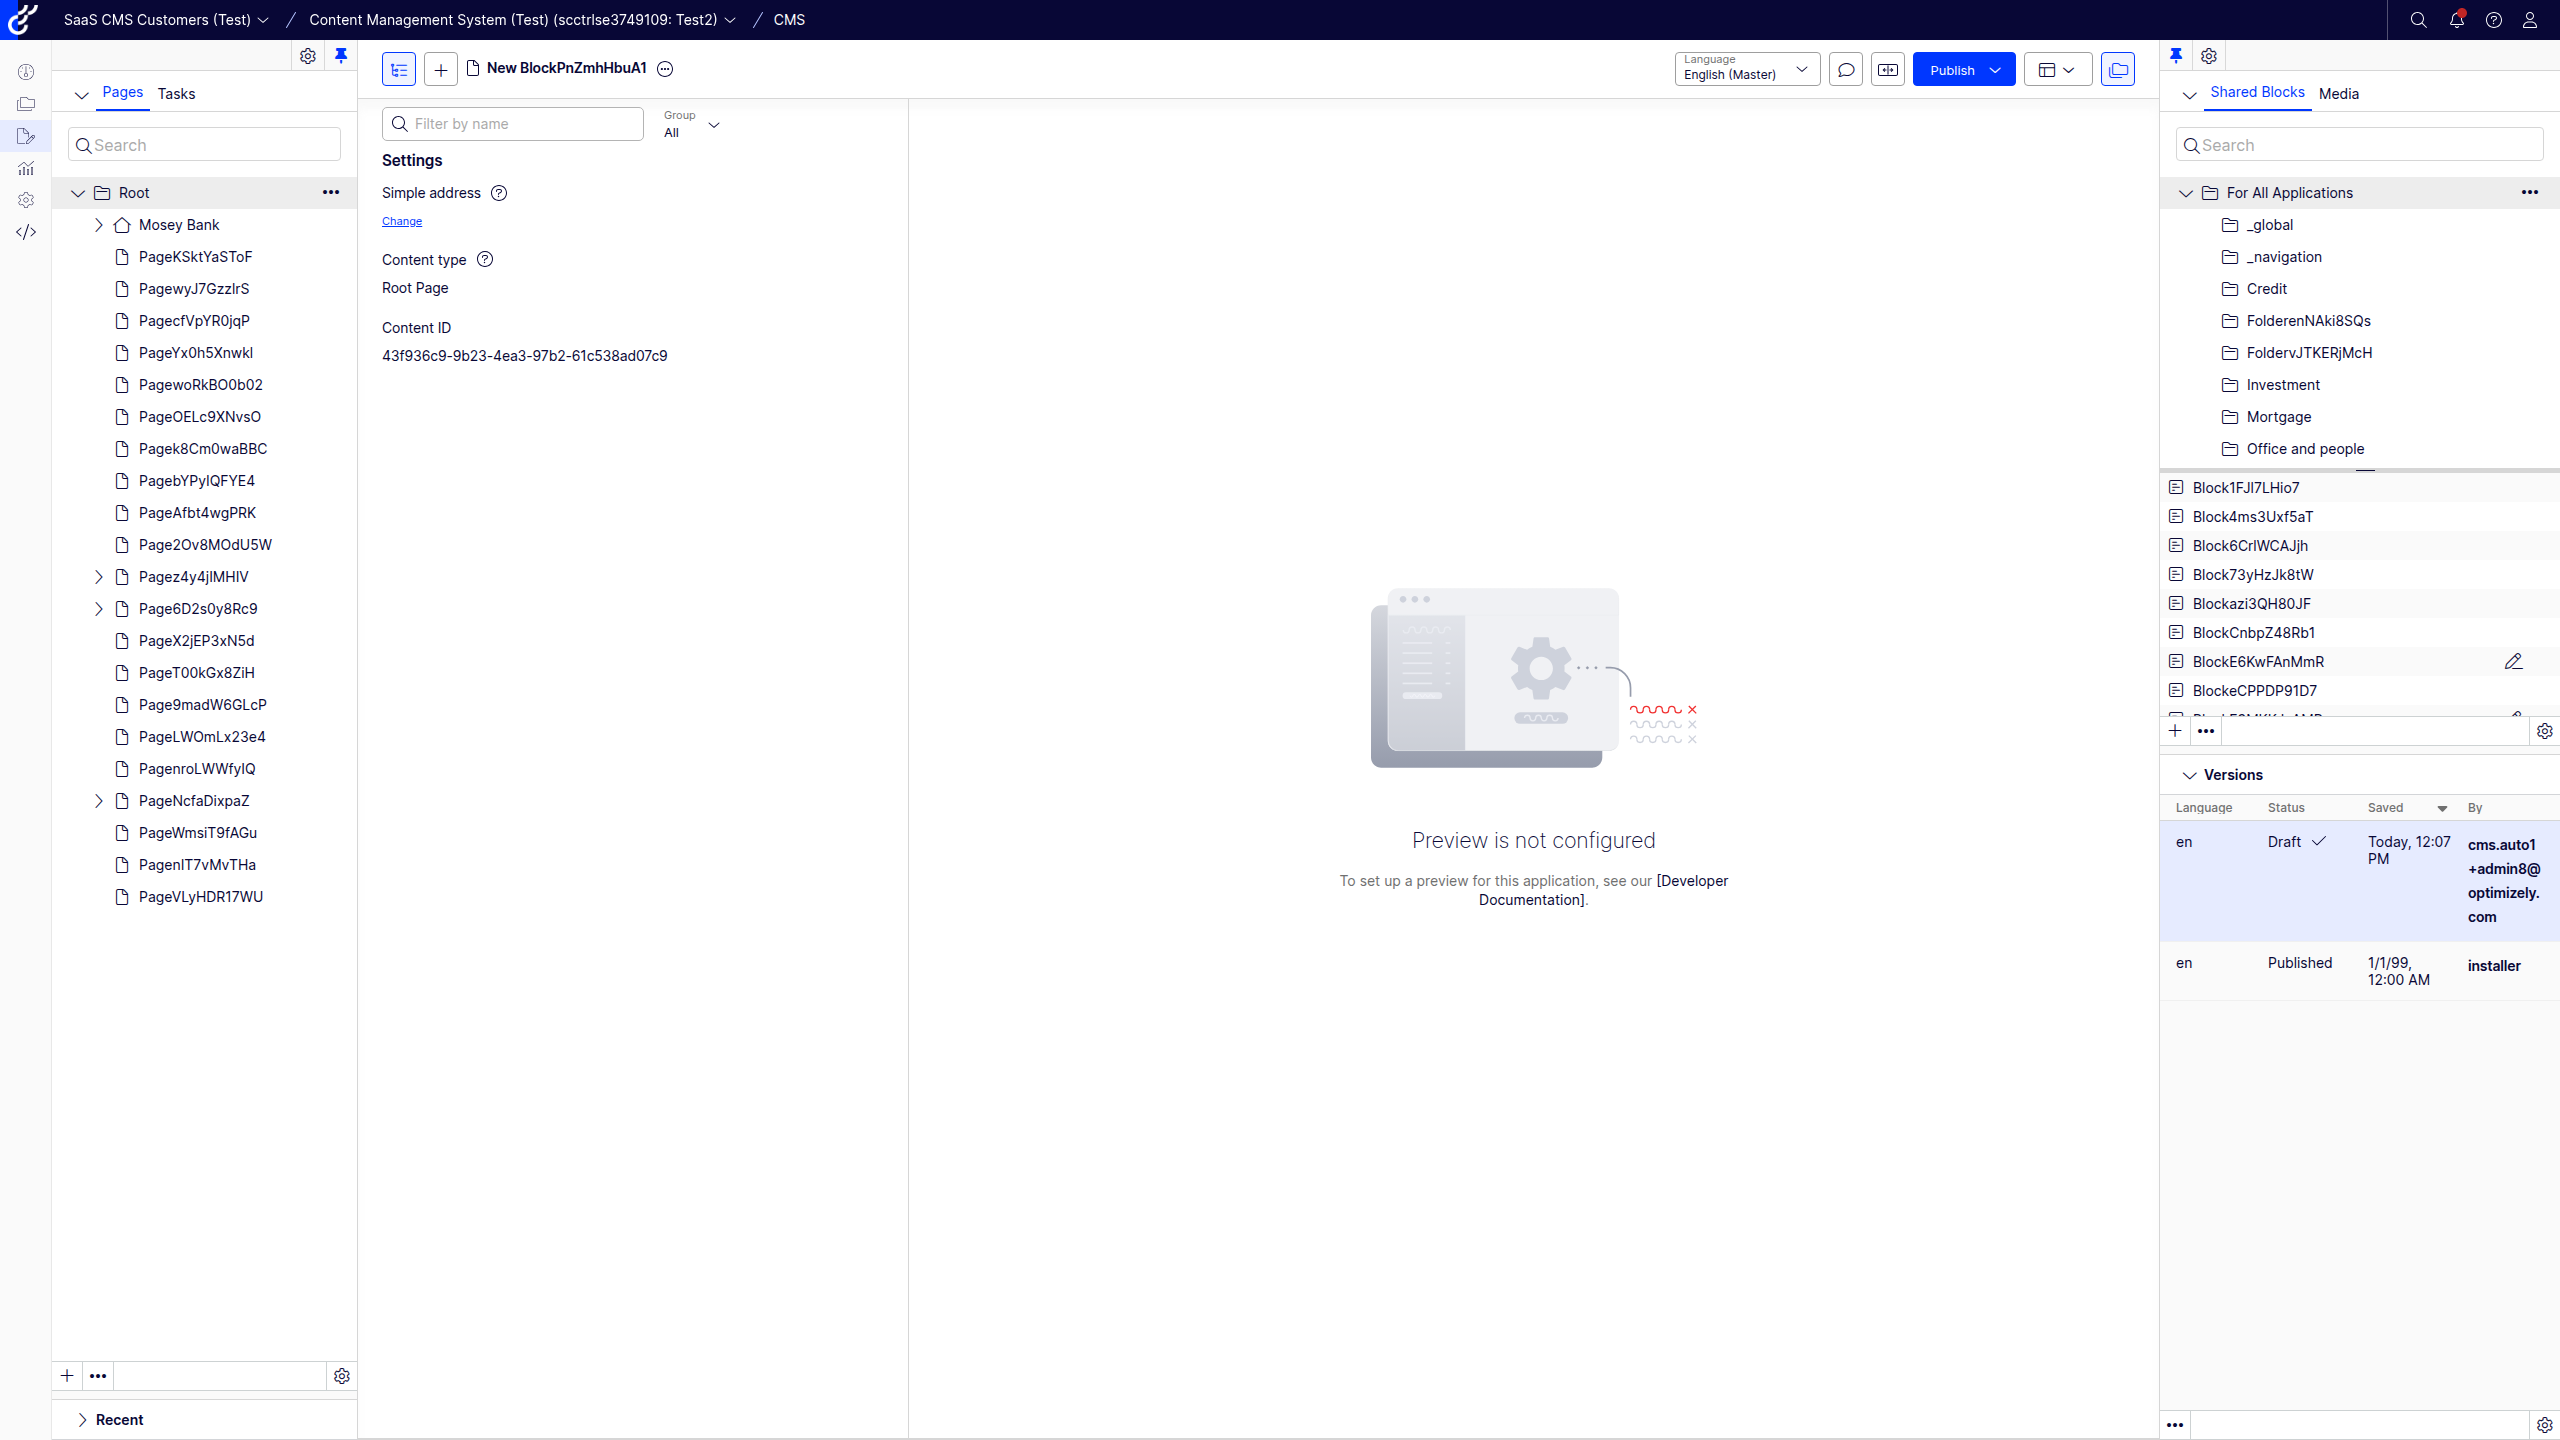 SaaS CMS Customers (Test) / Content Management System (Test) (scctrlse3749109: Test2) / CMS
Pages Tasks
Search
Root
Mosey Bank
PageKSktYaSToF
PagewyJ7GzzIrS
PagecfVpYR0jqP
PageYx0h5Xnwkl
PagewoRkBO0b02
PageOELc9XNvsO
Pagek8Cm0waBBC
PagebYPyIQFYE4
PageAfbt4wgPRK
Page2Ov8MOdU5W
Pagez4y4jIMHIV
Page6D2s0y8Rc9
PageX2jEP3xN5d
PageT00kGx8ZiH
Page9madW6GLcP
PageLWOmLx23e4
PagenroLWWfyIQ
PageNcfaDixpaZ
PageWmsiT9fAGu
PagenIT7vMvTHa
PageVLyHDR17WU
Recent
New BlockPnZmhHbuA1
Language
English (Master)
Publish
Filter by name
Group
All
Settings
Simple address
Change
Content type
Root Page
Content ID
43f936c9-9b23-4ea3-97b2-61c538ad07c9
Preview is not configured
To set up a preview for this application, see our [Developer
Documentation].
Shared Blocks Media
Search
For All Applications
_global
_navigation
Credit
FolderenNAki8SQs
FoldervJTKERjMcH
Investment
Mortgage
Office and people
Block1FJl7LHio7
Block4ms3Uxf5aT
Block6CrlWCAJjh
Block73yHzJk8tW
Blockazi3QH80JF
BlockCnbpZ48Rb1
BlockE6KwFAnMmR
BlockeCPPDP91D7
Versions
Language Status Saved By
en Draft Today, 12:07 PM cms.auto1
+admin8@
optimizely.
com
en Published 1/1/99, 12:00 AM installer